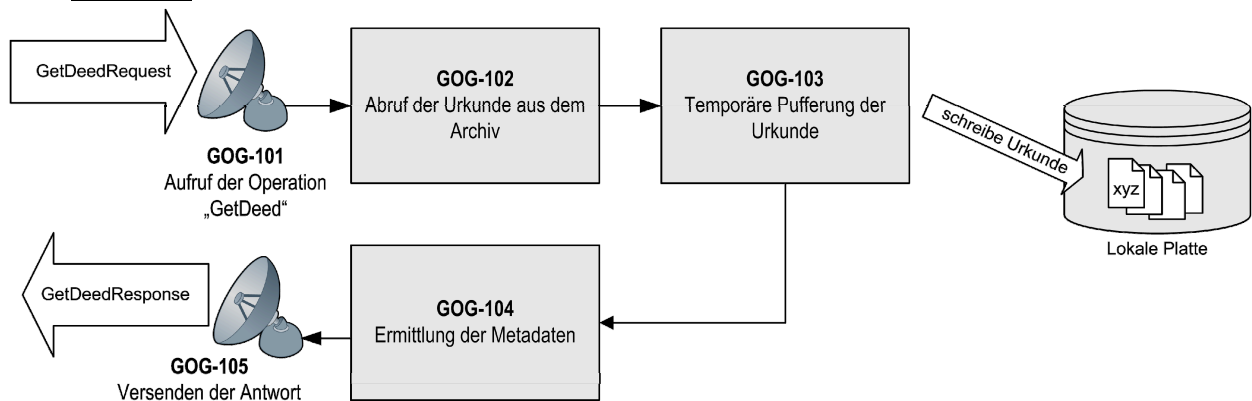 GetDeedRequest
GOG-101
Aufruf der Operation
„GetDeed“
GOG-102
Abruf der Urkunde aus dem
Archiv
GOG-103
Temporäre Pufferung der
Urkunde
schreibe Urkunde
xyz
Lokale Platte
GOG-104
Ermittlung der Metadaten
GetDeedResponse
GOG-105
Versenden der Antwort